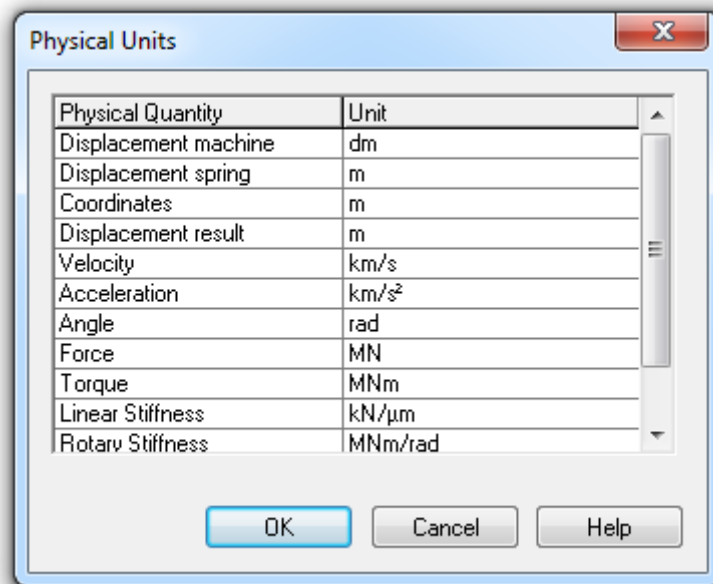 Physical Units
Physical Quantity Unit
Displacement machine dm
Displacement spring m
Coordinates m
Displacement result m
Velocity km/s
Acceleration km/s²
Angle rad
Force MN
Torque MNm
Linear Stiffness kN/µm
Rotary Stiffness MNm/rad
OK Cancel Help